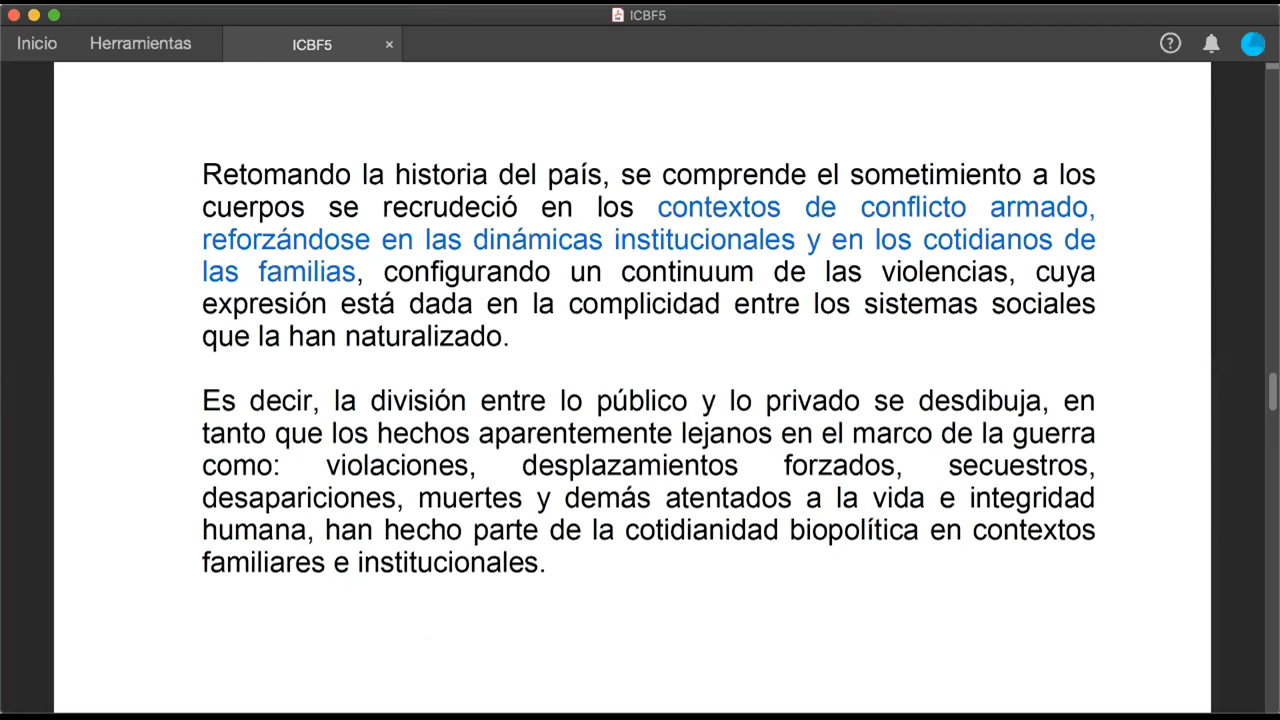 ICBF5
Inicio Herramientas ICBF5 ×
Retomando la historia del país, se comprende el sometimiento a los
cuerpos se recrudeció en los contextos de conflicto armado,
reforzándose en las dinámicas institucionales y en los cotidianos de
las familias, configurando un continuum de las violencias, cuya
expresión está dada en la complicidad entre los sistemas sociales
que la han naturalizado.
Es decir, la división entre lo público y lo privado se desdibuja, en
tanto que los hechos aparentemente lejanos en el marco de la guerra
como: violaciones, desplazamientos forzados, secuestros,
desapariciones, muertes y demás atentados a la vida e integridad
humana, han hecho parte de la cotidianidad biopolítica en contextos
familiares e institucionales.